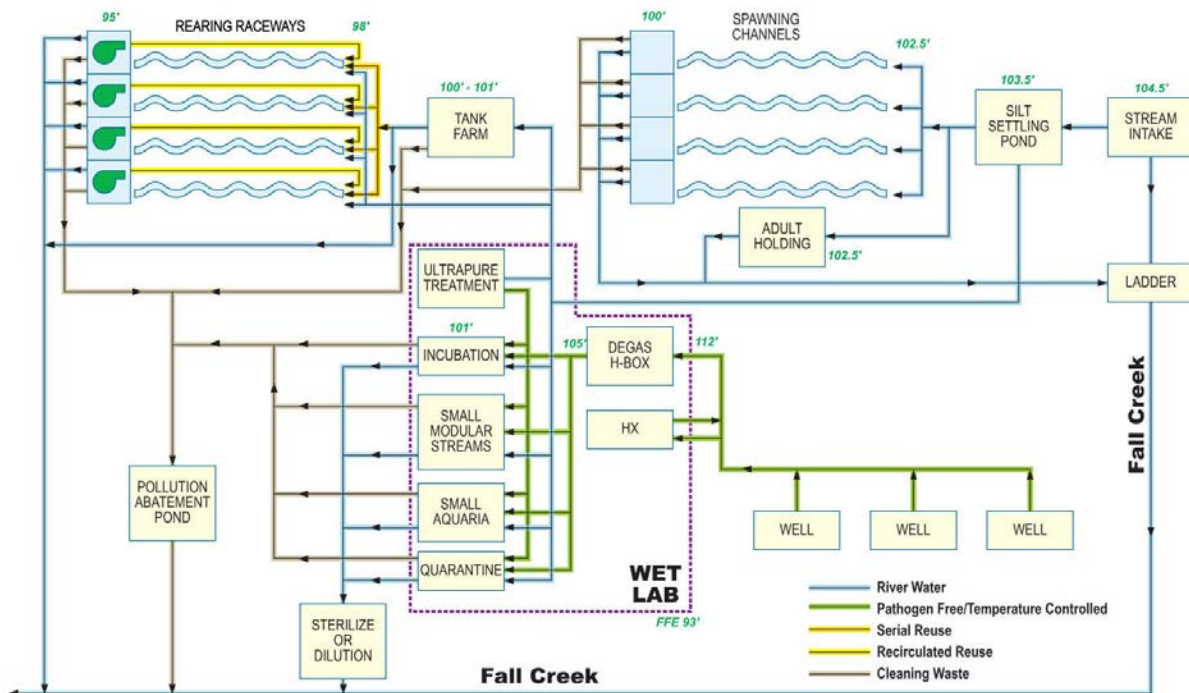 95'
REARING RACEWAYS
98'
100'
SPAWNING
CHANNELS
102.5'
100' - 101'
TANK
FARM
103.5'
SILT
SETTLING
POND
104.5'
STREAM
INTAKE
ADULT
HOLDING
102.5'
LADDER
ULTRAPURE
TREATMENT
101'
INCUBATION
105'
DEGAS
H-BOX
112'
HX
SMALL
MODULAR
STREAMS
SMALL
AQUARIA
QUARANTINE
WET
LAB
FFE 93'
WELL
WELL
WELL
POLLUTION
ABATEMENT
POND
STERILIZE
OR
DILUTION
Fall Creek
River Water
Pathogen Free/Temperature Controlled
Serial Reuse
Recirculated Reuse
Cleaning Waste
Fall Creek